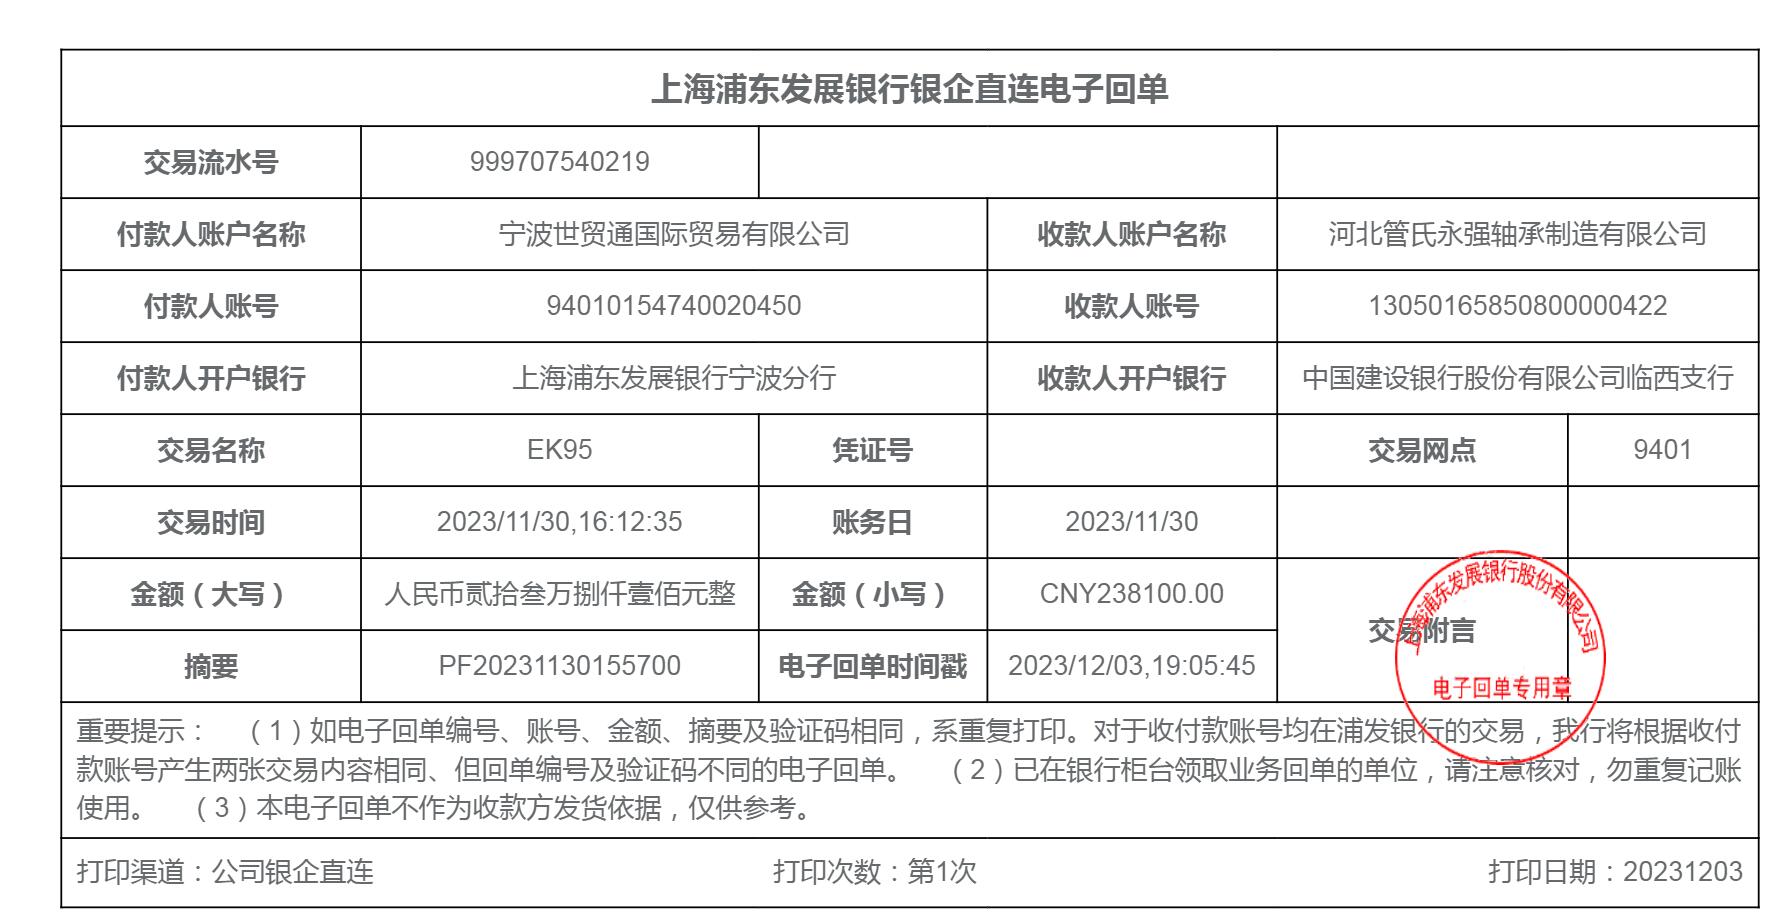 上海浦东发展银行银企直连电子回单
交易流水号 999707540219
付款人账户名称 宁波世贸通国际贸易有限公司 收款人账户名称 河北管氏永强轴承制造有限公司
付款人账号 94010154740020450 收款人账号 13050165850800000422
付款人开户银行 上海浦东发展银行宁波分行 收款人开户银行 中国建设银行股份有限公司临西支行
交易名称 EK95 凭证号 交易网点 9401
交易时间 2023/11/30,16:12:35 账务日 2023/11/30
金额（大写） 人民币贰拾叁万捌仟壹佰元整 金额（小写） CNY238100.00
交易附言
摘要 PF20231130155700 电子回单时间戳 2023/12/03,19:05:45
上海浦东发展银行股份有限公司
电子回单专用章
重要提示： （1）如电子回单编号、账号、金额、摘要及验证码相同，系重复打印。对于收付款账号均在浦发银行的交易，我行将根据收付
款账号产生两张交易内容相同、但回单编号及验证码不同的电子回单。 （2）已在银行柜台领取业务回单的单位，请注意核对，勿重复记账
使用。 （3）本电子回单不作为收款方发货依据，仅供参考。
打印渠道：公司银企直连 打印次数：第1次 打印日期：20231203